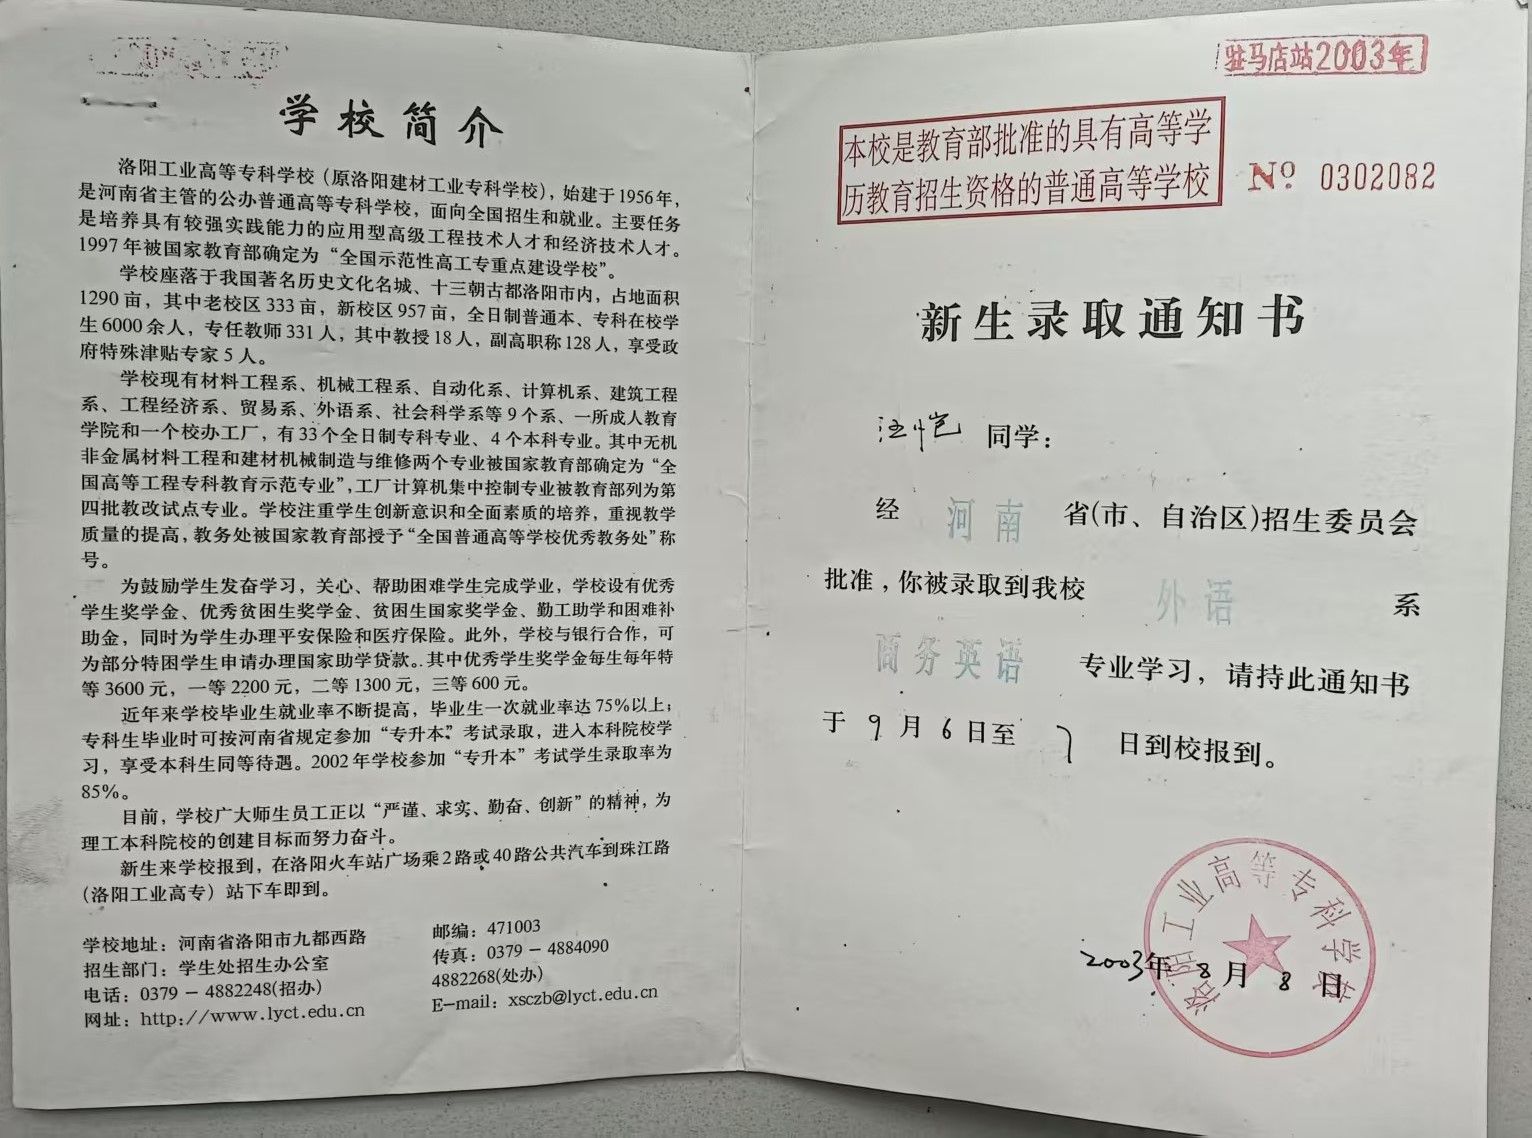 学校简介
洛阳工业高等专科学校（原洛阳建材工业专科学校），始建于1956年，
是河南省主管的公办普通高等专科学校，面向全国招生和就业。主要任务
是培养具有较强实践能力的应用型高级工程技术人才和经济技术人才。
1997年被国家教育部确定为“全国示范性高工专重点建设学校”。
学校座落于我国著名历史文化名城、十三朝古都洛阳市内，占地面积
1290亩，其中老校区333亩，新校区957亩，全日制普通本、专科在校学
生6000余人，专任教师331人，其中教授18人，副高职称128人，享受政
府特殊津贴专家5人。
学校现有材料工程系、机械工程系、自动化系、计算机系、建筑工程
系、工程经济系、贸易系、外语系、社会科学系等9个系、一所成人教育
学院和一个校办工厂，有33个全日制专科专业、4个本科专业。其中无机
非金属材料工程和建材机械制造与维修两个专业被国家教育部确定为“全
国高等工程专科教育示范专业”，工厂计算机集中控制专业被教育部列为第
四批教改试点专业。学校注重学生创新意识和全面素质的培养，重视教学
质量的提高，教务处被国家教育部授予“全国普通高等学校优秀教务处”称
号。
为鼓励学生发奋学习，关心、帮助困难学生完成学业，学校设有优秀
学生奖学金、优秀贫困生奖学金、贫困生国家奖学金、勤工助学和困难补
助金，同时为学生办理平安保险和医疗保险。此外，学校与银行合作，可
为部分特困学生申请办理国家助学贷款。其中优秀学生奖学金每生每年特
等3600元，一等2200元，二等1300元，三等600元。
近年来学校毕业生就业率不断提高，毕业生一次就业率达75%以上；
专科生毕业时可按河南省规定参加“专升本”考试录取，进入本科院校学
习，享受本科生同等待遇。2002年学校参加“专升本”考试学生录取率为
85%。
目前，学校广大师生员工正以“严谨、求实、勤奋、创新”的精神，为
理工本科院校的创建目标而努力奋斗。
新生来学校报到，在洛阳火车站广场乘2路或40路公共汽车到珠江路
（洛阳工业高专）站下车即到。
学校地址：河南省洛阳市九都西路
招生部门：学生处招生办公室
电话：0379－4882248(招办)
网址：http://www.lyct.edu.cn
邮编：471003
传真：0379－4884090
4882268(处办)
E-mail：xsczb@lyct.edu.cn
驻马店站2003年
本校是教育部批准的具有高等学
历教育招生资格的普通高等学校
№ 0302082
新生录取通知书
汪恺 同学：
经 河南 省(市、自治区)招生委员会
批准，你被录取到我校 外语 系
商务英语 专业学习，请持此通知书
于 9 月 6 日至 7 日到校报到。
洛阳工业高等专科学校
2003年 8 月 8 日